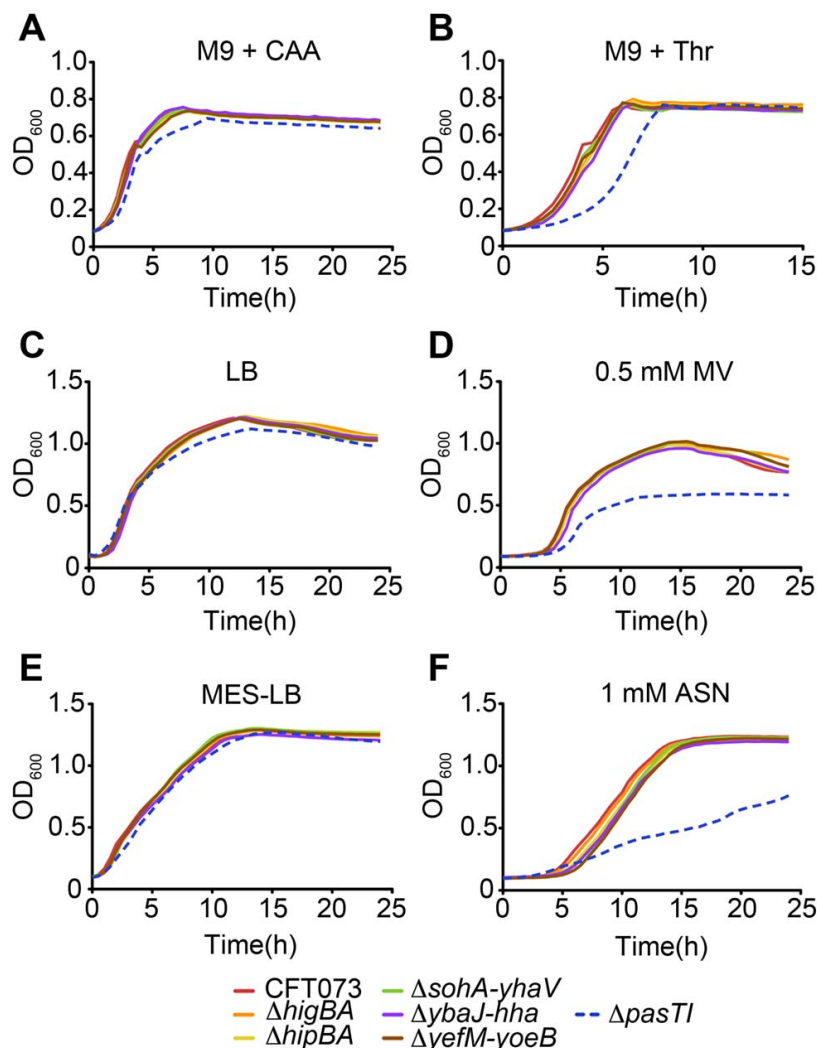 A
M9 + CAA
OD600
1.0
0.8
0.6
0.4
0.2
0
0 5 10 15 20 25
Time(h)
B
M9 + Thr
OD600
1.0
0.8
0.6
0.4
0.2
0
0 5 10 15
Time(h)
C
LB
OD600
1.5
1.0
0.5
0
0 5 10 15 20 25
Time(h)
D
0.5 mM MV
OD600
1.5
1.0
0.5
0
0 5 10 15 20 25
Time(h)
E
MES-LB
OD600
1.5
1.0
0.5
0
0 5 10 15 20 25
Time(h)
F
1 mM ASN
OD600
1.5
1.0
0.5
0
0 5 10 15 20 25
Time(h)
CFT073
ΔhigBA
ΔhipBA
ΔsohA-yhaV
ΔybaJ-hha
ΔyefM-yoeB
ΔpasTI